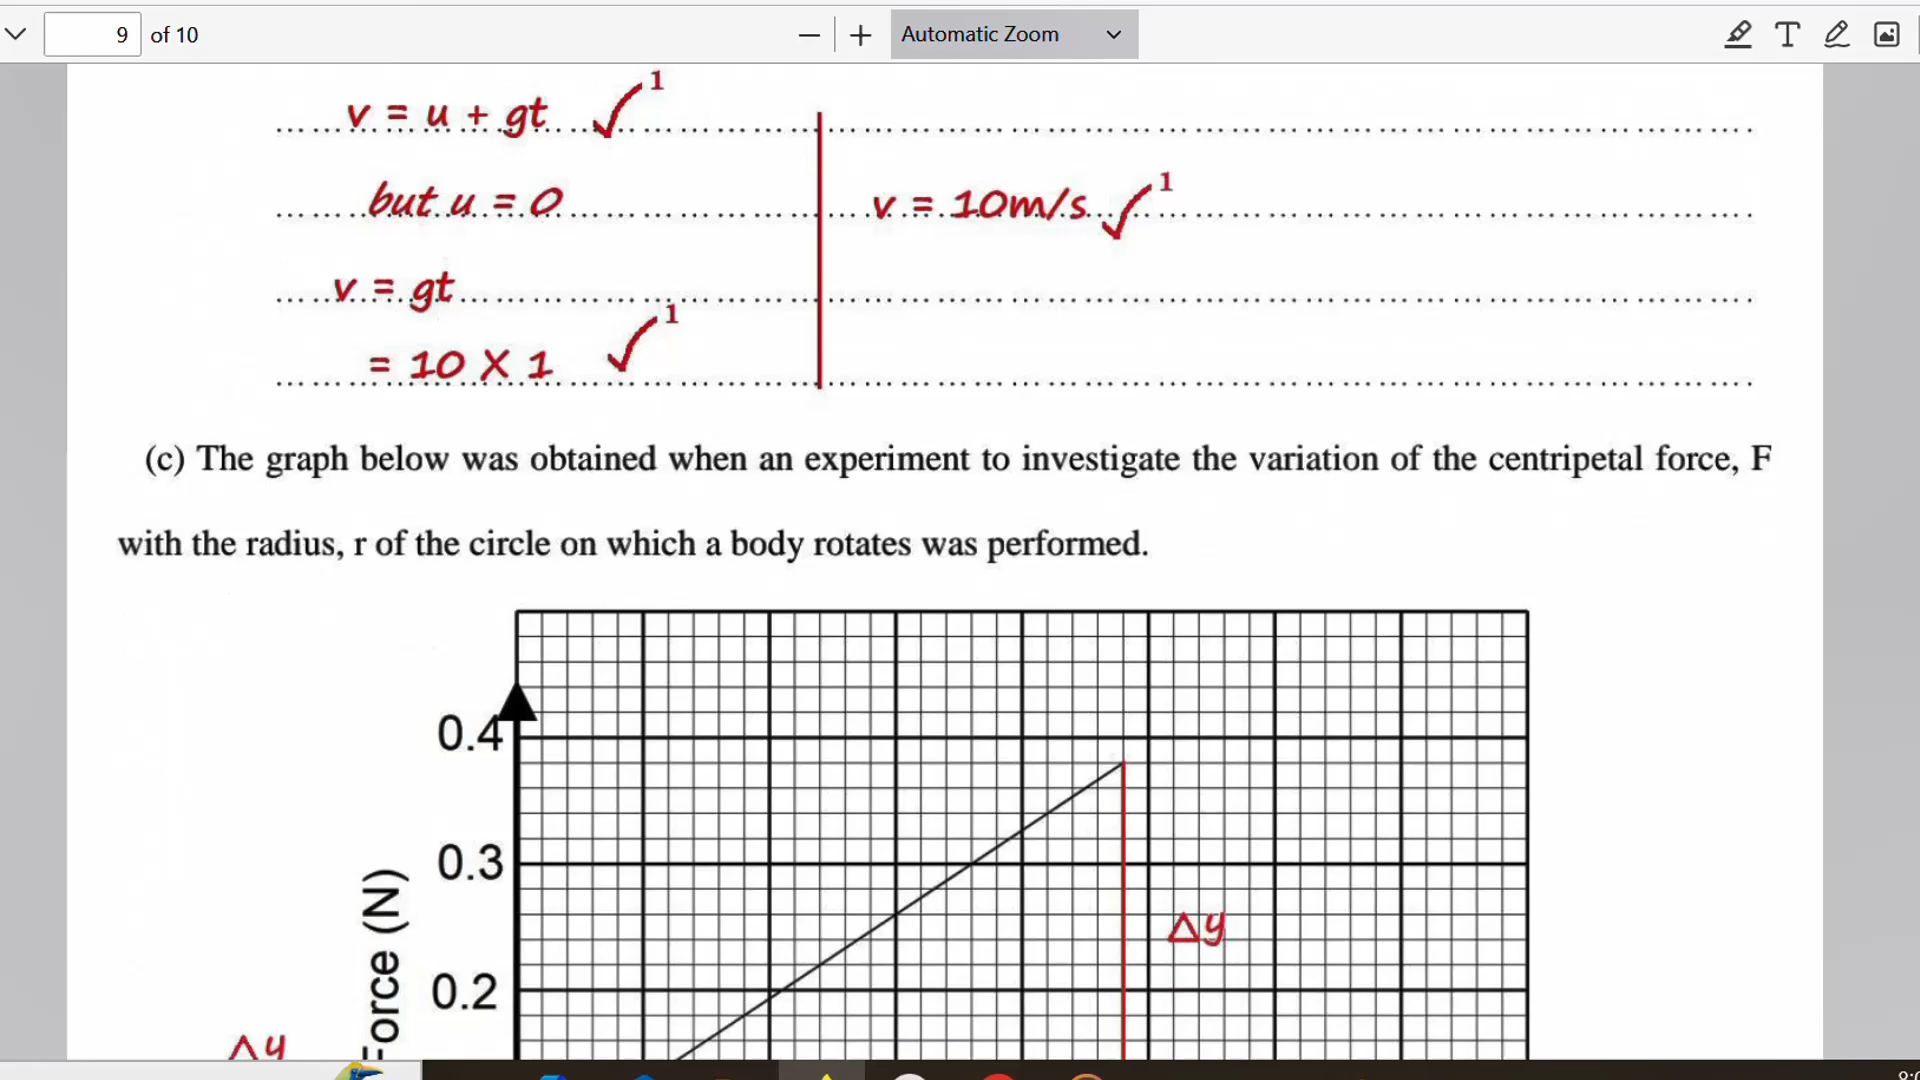 9 of 10
Automatic Zoom
v = u + gt ✓1
but u = 0
v = gt
= 10 X 1 ✓1
v = 10m/s ✓1
(c) The graph below was obtained when an experiment to investigate the variation of the centripetal force, F
with the radius, r of the circle on which a body rotates was performed.
0.4
0.3
0.2
Force (N)
Δy
Δy